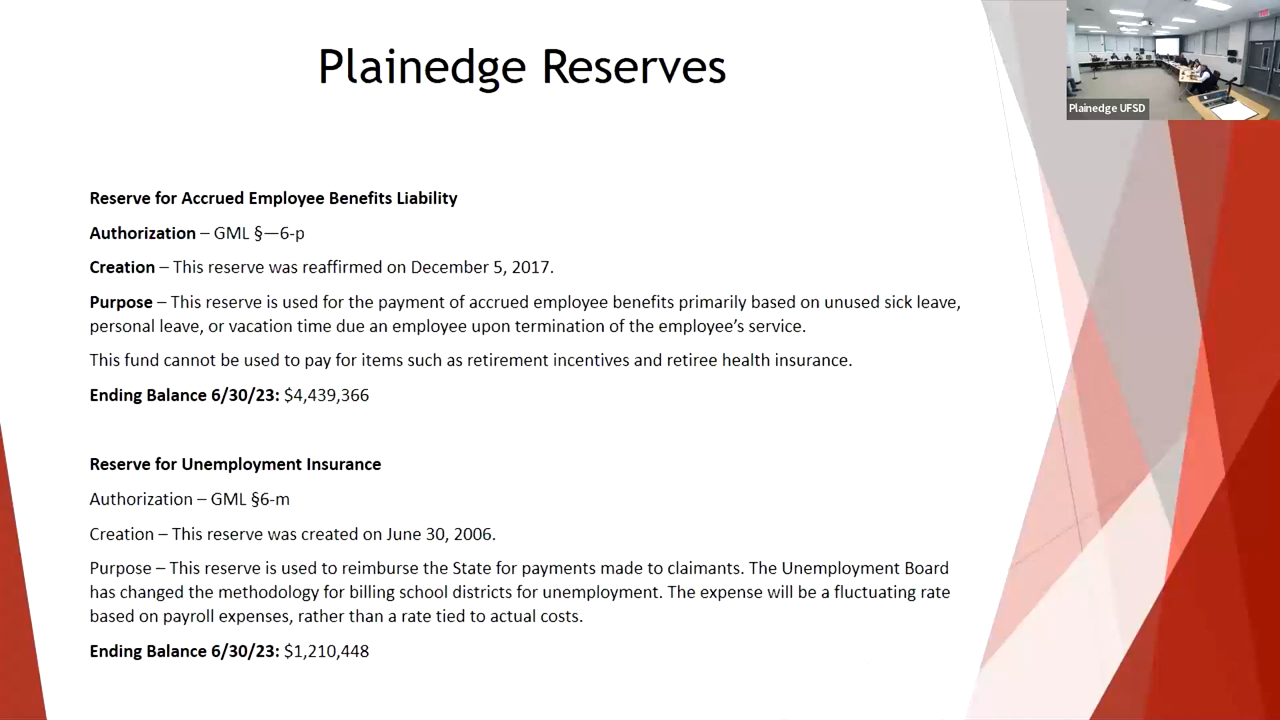 Plainedge Reserves
Plainedge UFSD
Reserve for Accrued Employee Benefits Liability
Authorization – GML §—6-p
Creation – This reserve was reaffirmed on December 5, 2017.
Purpose – This reserve is used for the payment of accrued employee benefits primarily based on unused sick leave,
personal leave, or vacation time due an employee upon termination of the employee’s service.
This fund cannot be used to pay for items such as retirement incentives and retiree health insurance.
Ending Balance 6/30/23: $4,439,366
Reserve for Unemployment Insurance
Authorization – GML §6-m
Creation – This reserve was created on June 30, 2006.
Purpose – This reserve is used to reimburse the State for payments made to claimants. The Unemployment Board
has changed the methodology for billing school districts for unemployment. The expense will be a fluctuating rate
based on payroll expenses, rather than a rate tied to actual costs.
Ending Balance 6/30/23: $1,210,448